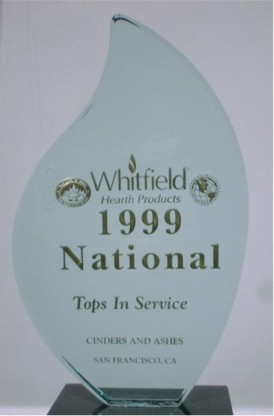 Whitfield
Hearth Products
1999
National
Tops In Service
CINDERS AND ASHES
SAN FRANCISCO, CA